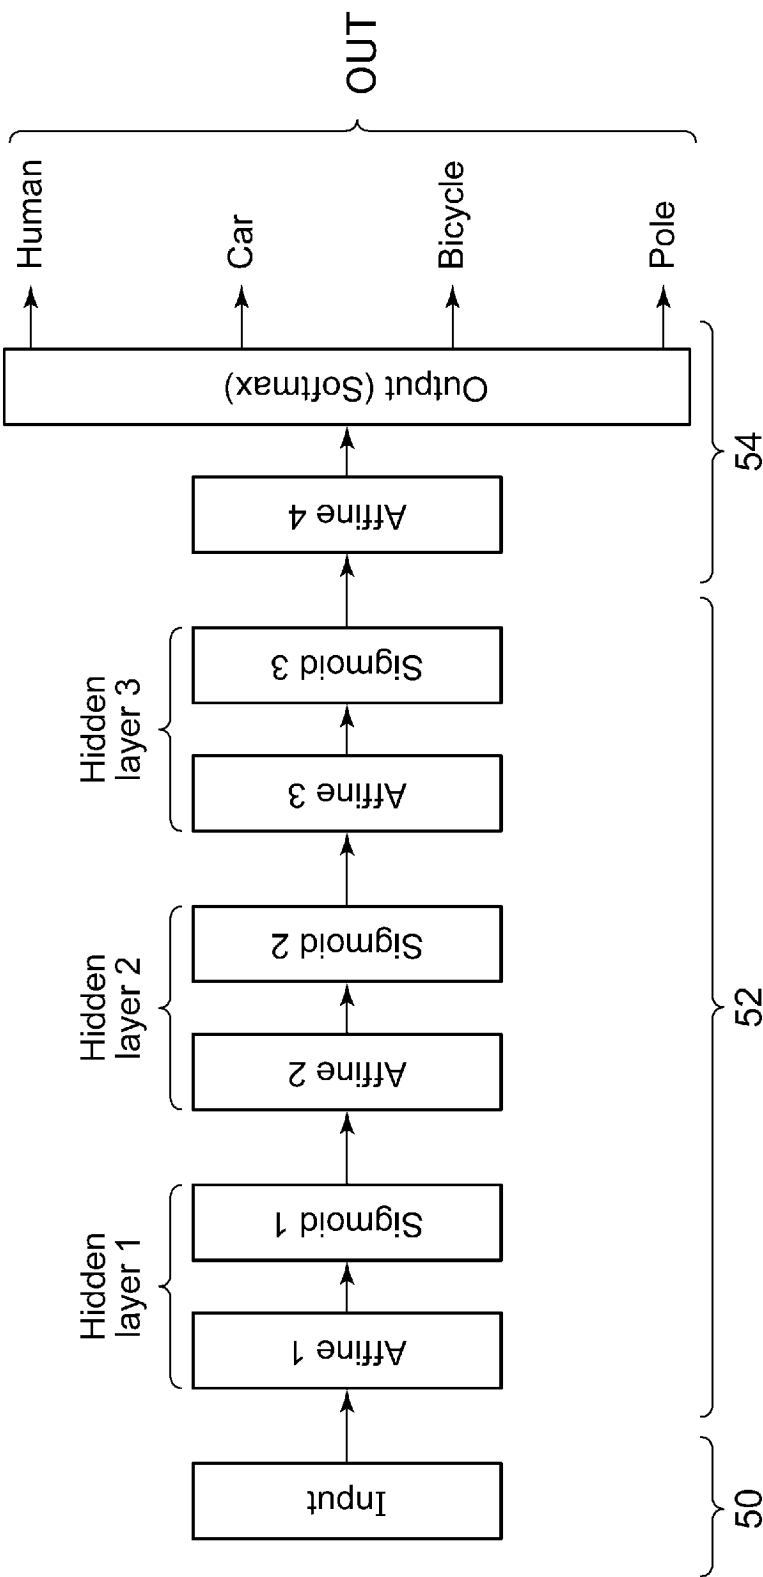 Hidden
layer 1
Hidden
layer 2
Hidden
layer 3
Input
Affine 1
Sigmoid 1
Affine 2
Sigmoid 2
Affine 3
Sigmoid 3
Affine 4
Output (Softmax)
Human
Car
Bicycle
Pole
OUT
50
52
54